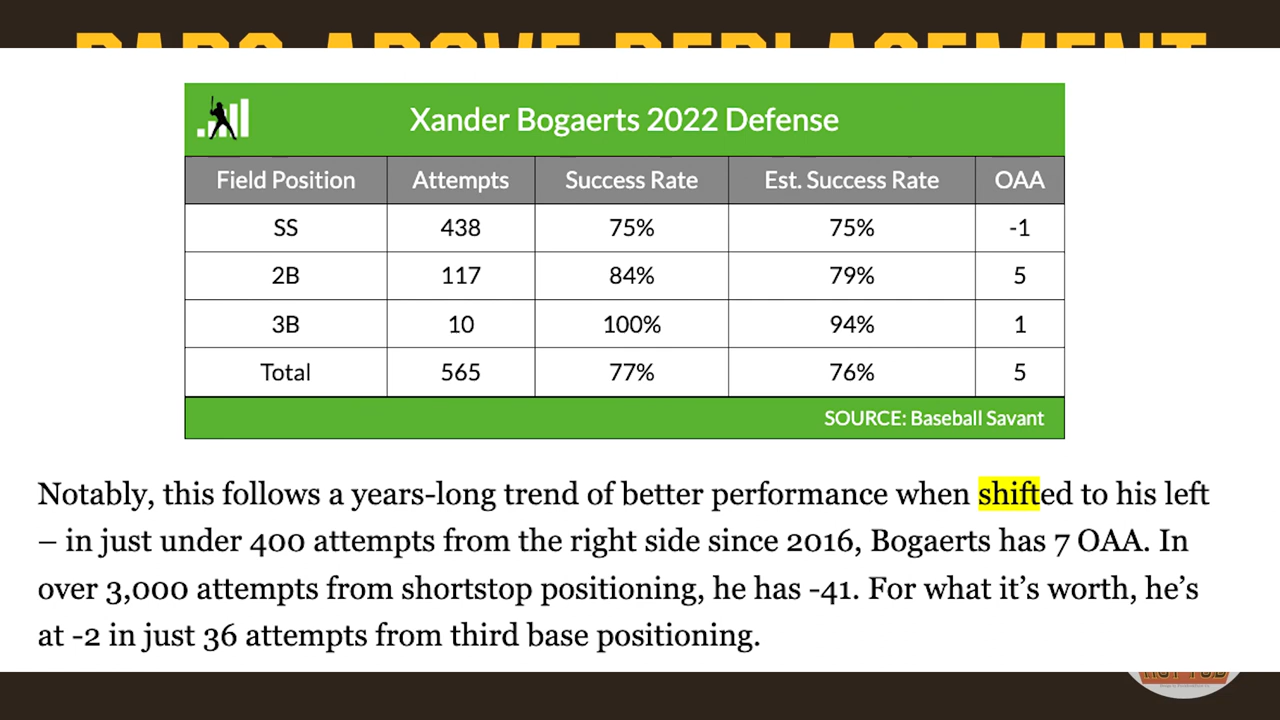 PADS ABOVE REPLACEMENT
Xander Bogaerts 2022 Defense
Field Position Attempts Success Rate Est. Success Rate OAA
SS 438 75% 75% -1
2B 117 84% 79% 5
3B 10 100% 94% 1
Total 565 77% 76% 5
SOURCE: Baseball Savant
Notably, this follows a years-long trend of better performance when shifted to his left
– in just under 400 attempts from the right side since 2016, Bogaerts has 7 OAA. In
over 3,000 attempts from shortstop positioning, he has -41. For what it’s worth, he’s
at -2 in just 36 attempts from third base positioning.